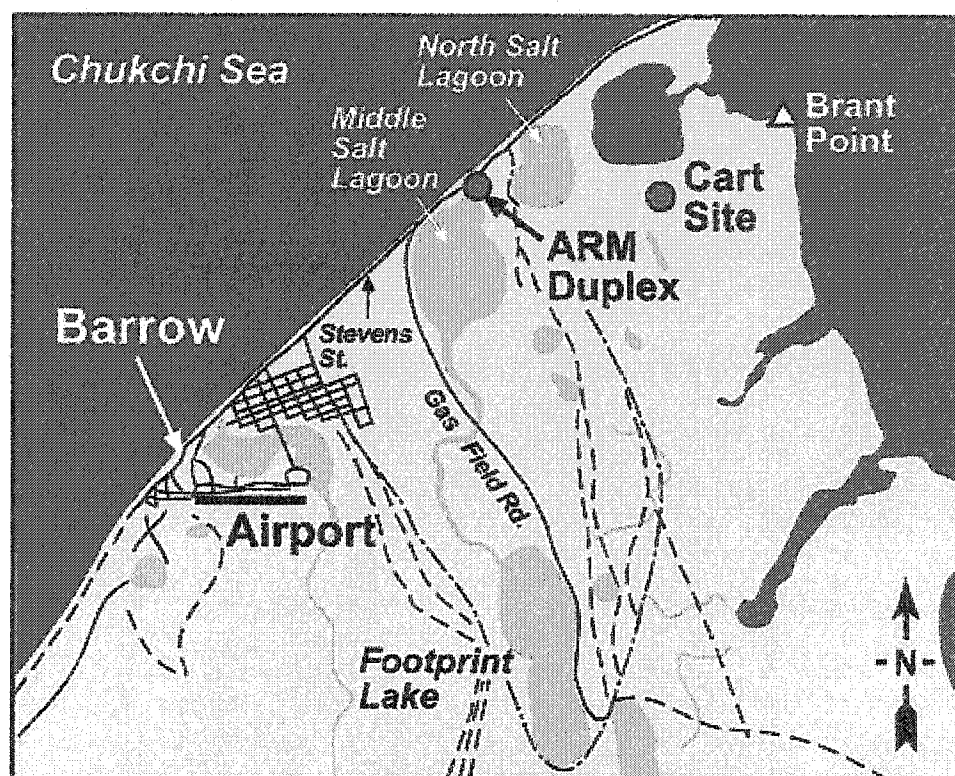 Chukchi Sea
North Salt
Lagoon
Middle
Salt
Lagoon
Brant
Point
Cart
Site
ARM
Duplex
Barrow
Stevens
St.
Gas Field Rd.
Airport
Footprint
Lake
- N -